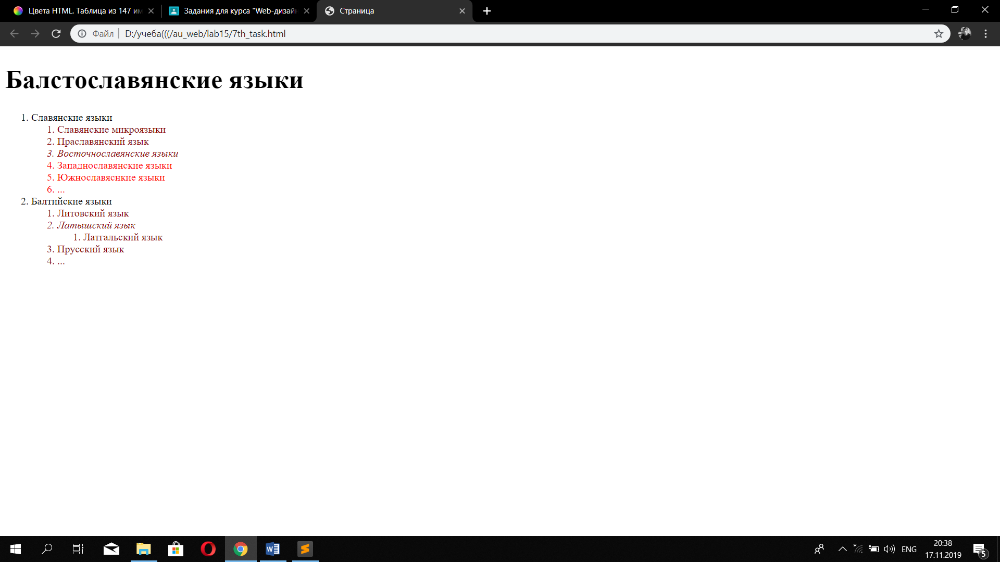 Цвета HTML. Таблица из 147 им
Задания для курса "Web-дизайн
Страница
Файл D:/учеба(((/au_web/lab15/7th_task.html
Балстославянские языки
1. Славянские языки
1. Славянские микроязыки
2. Праславянский язык
3. Восточнославянские языки
4. Западнославянские языки
5. Южнославяснкие языки
6. ...
2. Балтийские языки
1. Литовский язык
2. Латышский язык
1. Латгальский язык
3. Прусский язык
4. ...
ENG
20:38
17.11.2019
5